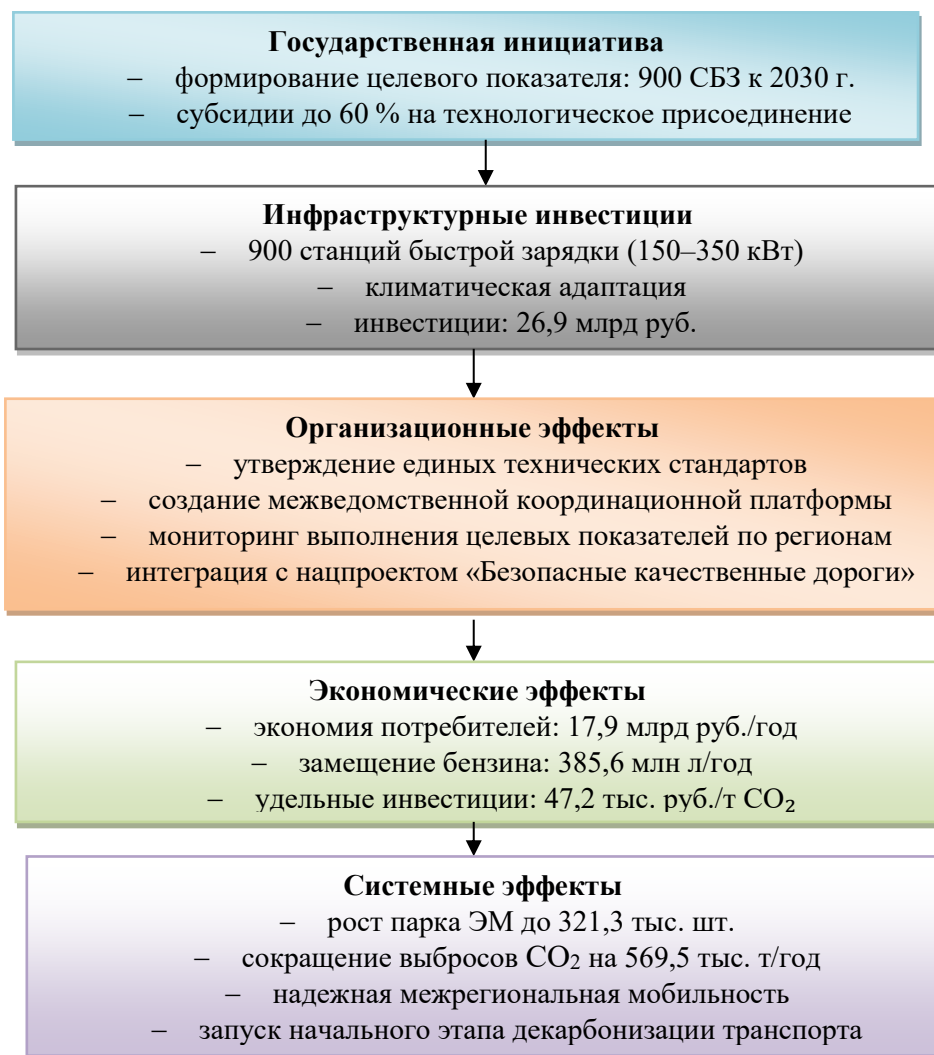 Государственная инициатива
– формирование целевого показателя: 900 СБЗ к 2030 г.
– субсидии до 60 % на технологическое присоединение
Инфраструктурные инвестиции
– 900 станций быстрой зарядки (150–350 кВт)
– климатическая адаптация
– инвестиции: 26,9 млрд руб.
Организационные эффекты
– утверждение единых технических стандартов
– создание межведомственной координационной платформы
– мониторинг выполнения целевых показателей по регионам
– интеграция с нацпроектом «Безопасные качественные дороги»
Экономические эффекты
– экономия потребителей: 17,9 млрд руб./год
– замещение бензина: 385,6 млн л/год
– удельные инвестиции: 47,2 тыс. руб./т CO₂
Системные эффекты
– рост парка ЭМ до 321,3 тыс. шт.
– сокращение выбросов CO₂ на 569,5 тыс. т/год
– надежная межрегиональная мобильность
– запуск начального этапа декарбонизации транспорта